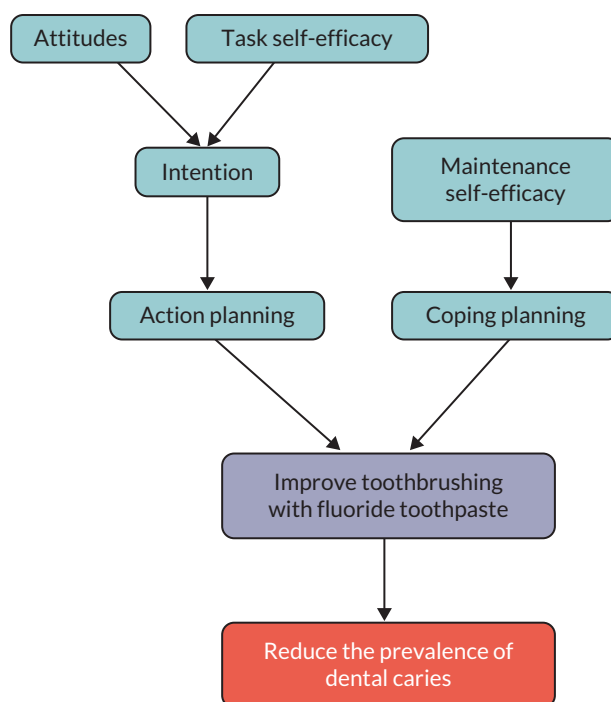 Attitudes
Task self-efficacy
Intention
Maintenance
self-efficacy
Action planning
Coping planning
Improve toothbrushing
with fluoride toothpaste
Reduce the prevalence of
dental caries